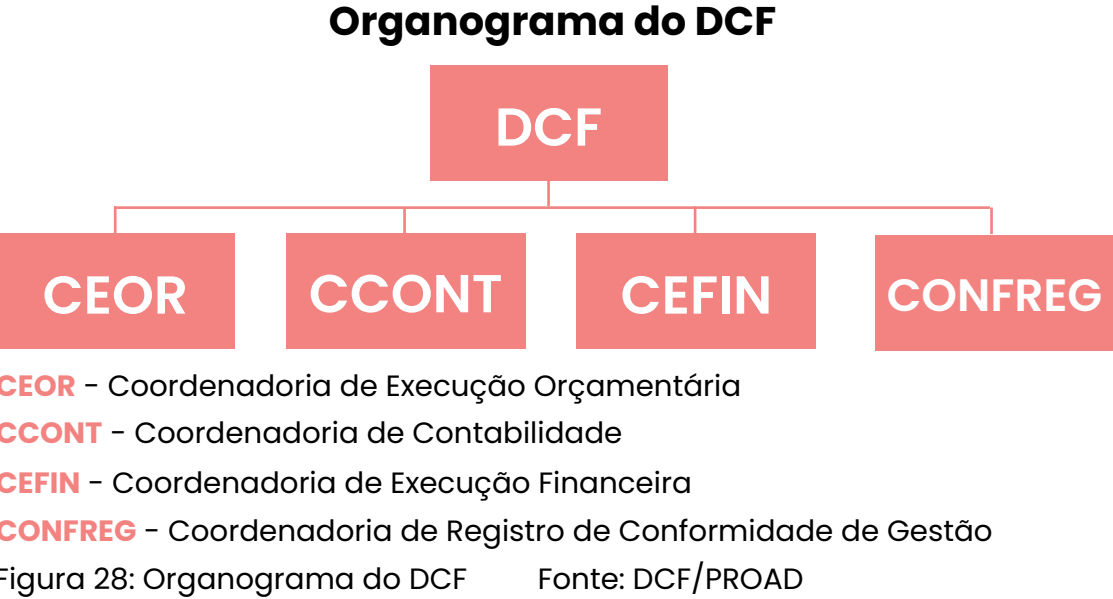 Organograma do DCF
DCF
CEOR
CCONT
CEFIN
CONFREG
CEOR - Coordenadoria de Execução Orçamentária
CCONT - Coordenadoria de Contabilidade
CEFIN - Coordenadoria de Execução Financeira
CONFREG - Coordenadoria de Registro de Conformidade de Gestão
Figura 28: Organograma do DCF Fonte: DCF/PROAD